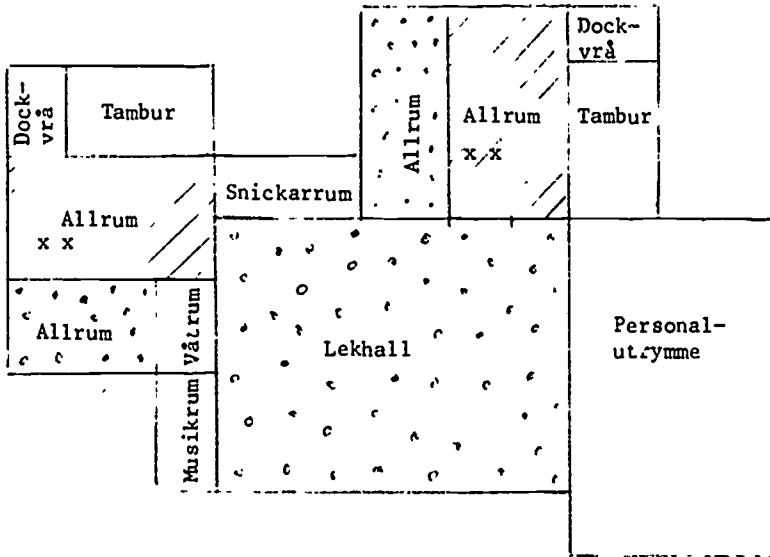 Dock-
vrå
Tambur
Allrum
x x
Allrum
Våtrum
Musikrum
Snickarrum
Allrum
Allrum
x x
Dock-
vrå
Tambur
Lekhall
Personal-
utrymme